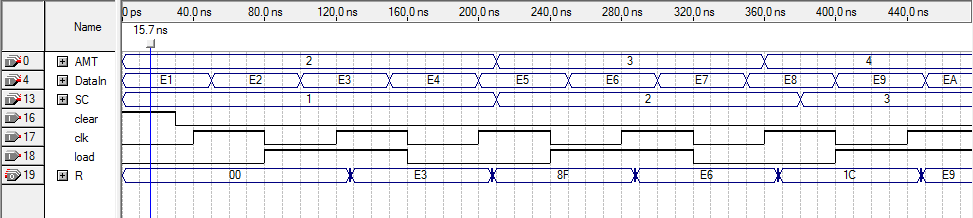 Name
0 ps 40.0 ns 80.0 ns 120.0 ns 160.0 ns 200.0 ns 240.0 ns 280.0 ns 320.0 ns 360.0 ns 400.0 ns 440.0 ns
15.7 ns
0 AMT 2 3 4
4 DataIn E1 E2 E3 E4 E5 E6 E7 E8 E9 EA
13 SC 1 2 3
16 clear
17 clk
18 load
19 R 00 E3 8F E6 1C E9